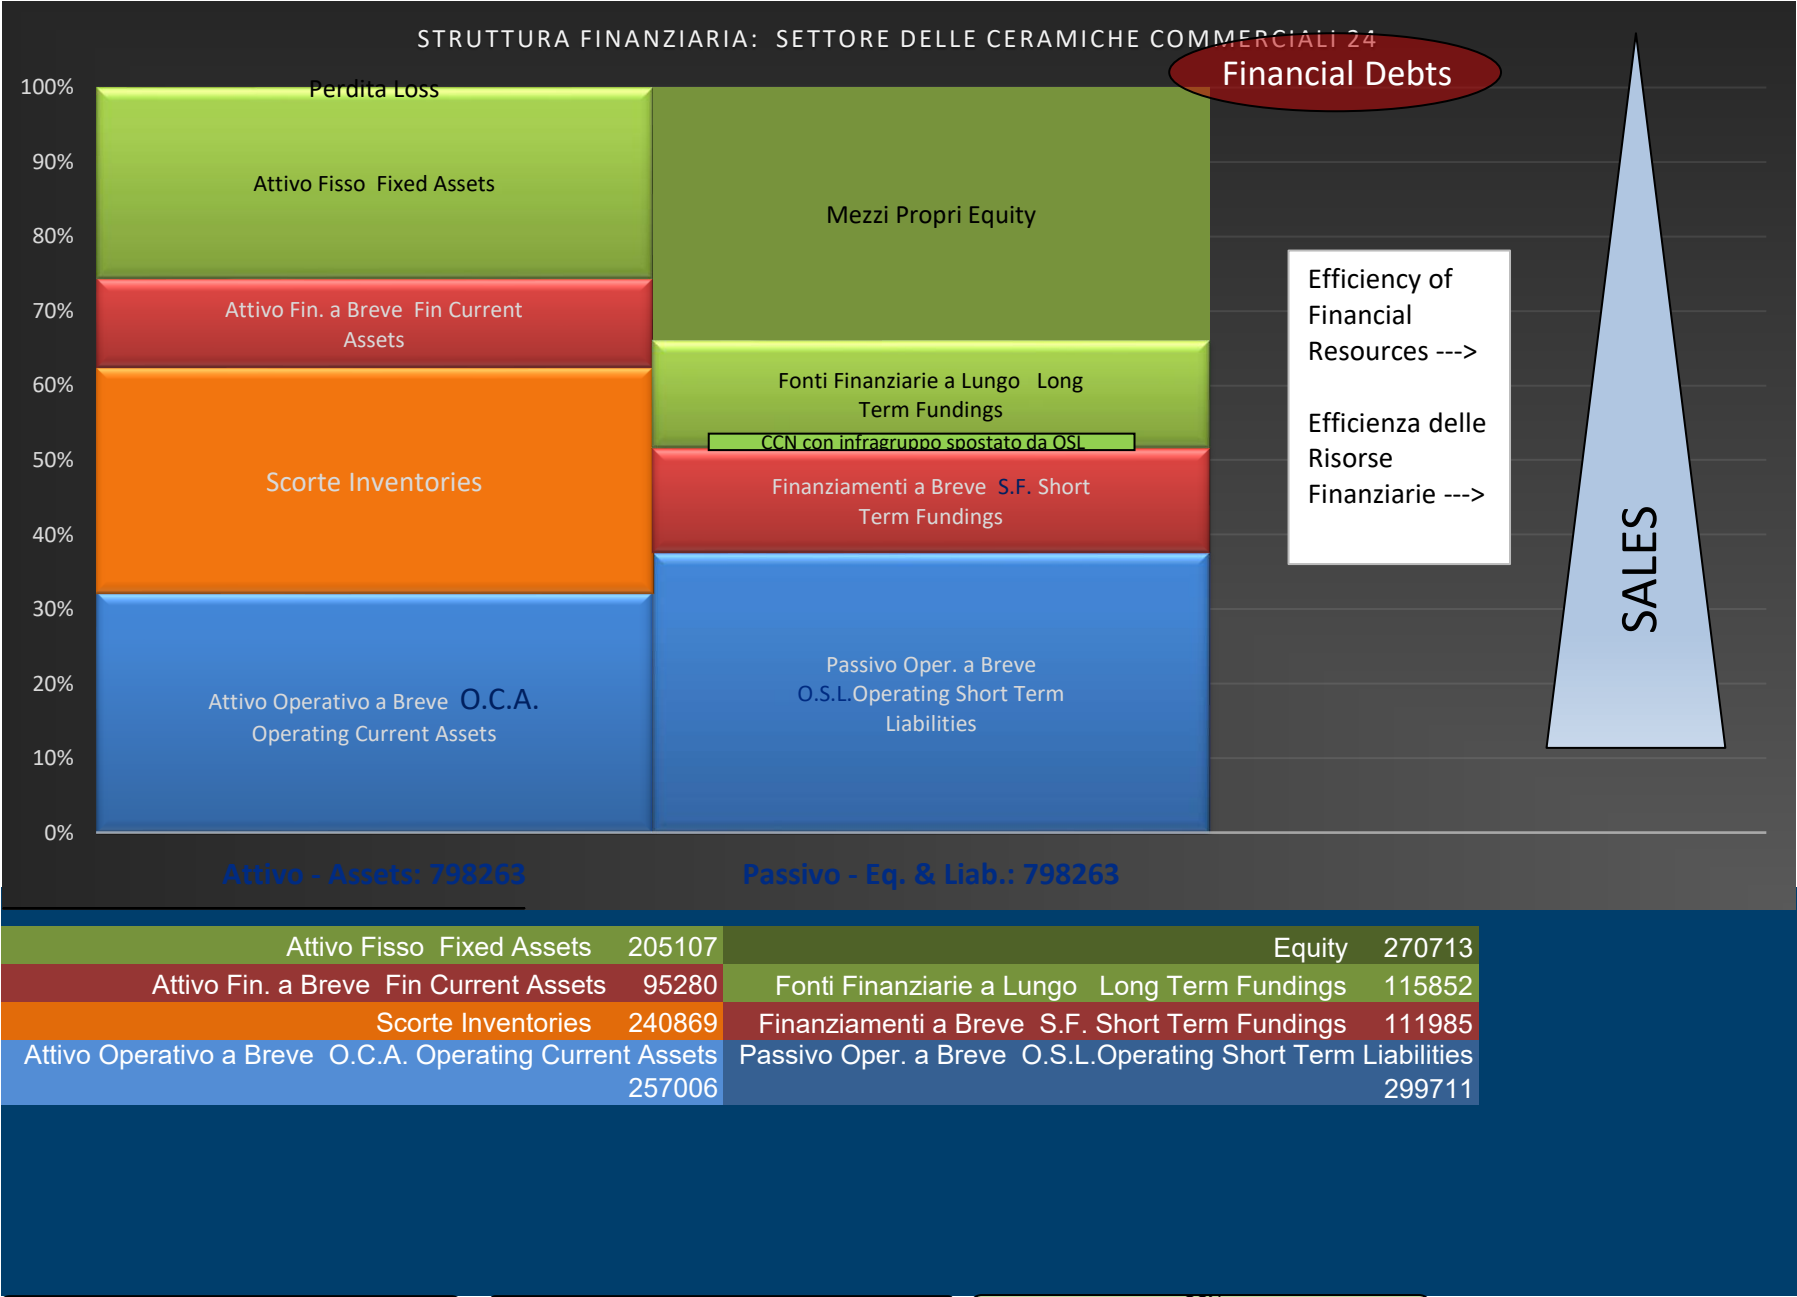 STRUTTURA FINANZIARIA: SETTORE DELLE CERAMICHE COMMERCIALI 24
Financial Debts
100%
90%
80%
70%
60%
50%
40%
30%
20%
10%
0%
Perdita Loss
Attivo Fisso Fixed Assets
Attivo Fin. a Breve Fin Current
Assets
Scorte Inventories
Attivo Operativo a Breve O.C.A.
Operating Current Assets
Mezzi Propri Equity
Fonti Finanziarie a Lungo Long
Term Fundings
CCN con infragruppo spostato da OSL
Finanziamenti a Breve S.F. Short
Term Fundings
Passivo Oper. a Breve
O.S.L.Operating Short Term
Liabilities
Efficiency of
Financial
Resources --->
Efficienza delle
Risorse
Finanziarie --->
SALES
Attivo - Assets: 798263
Passivo - Eq. & Liab.: 798263
Attivo Fisso Fixed Assets 205107
Equity 270713
Attivo Fin. a Breve Fin Current Assets 95280
Fonti Finanziarie a Lungo Long Term Fundings 115852
Scorte Inventories 240869
Finanziamenti a Breve S.F. Short Term Fundings 111985
Attivo Operativo a Breve O.C.A. Operating Current Assets
257006
Passivo Oper. a Breve O.S.L.Operating Short Term Liabilities
299711